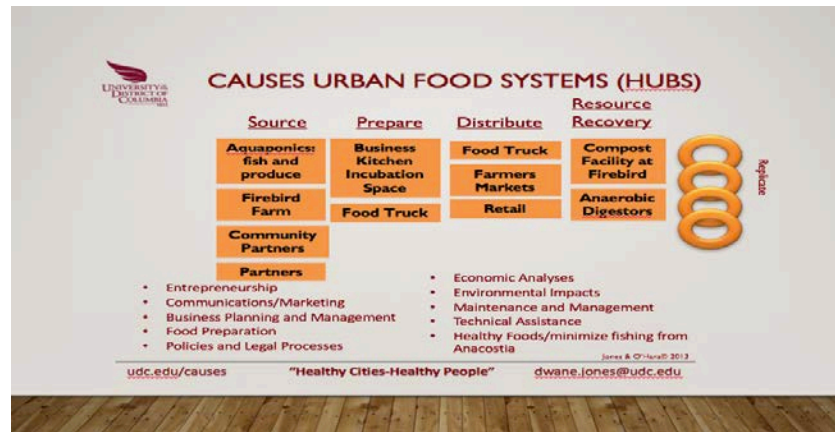 UNIVERSITY of the
DISTRICT OF
COLUMBIA
1851
CAUSES URBAN FOOD SYSTEMS (HUBS)
Source
Prepare
Distribute
Resource
Recovery
Aquaponics:
fish and
produce
Firebird
Farm
Community
Partners
Partners
Business
Kitchen
Incubation
Space
Food Truck
Food Truck
Farmers
Markets
Retail
Compost
Facility at
Firebird
Anaerobic
Digestors
Replicate
• Entrepreneurship
• Communications/Marketing
• Business Planning and Management
• Food Preparation
• Policies and Legal Processes
• Economic Analyses
• Environmental Impacts
• Maintenance and Management
• Technical Assistance
• Healthy Foods/minimize fishing from
Anacostia
Jones & O'Hara© 2013
udc.edu/causes
"Healthy Cities-Healthy People"
dwane.jones@udc.edu